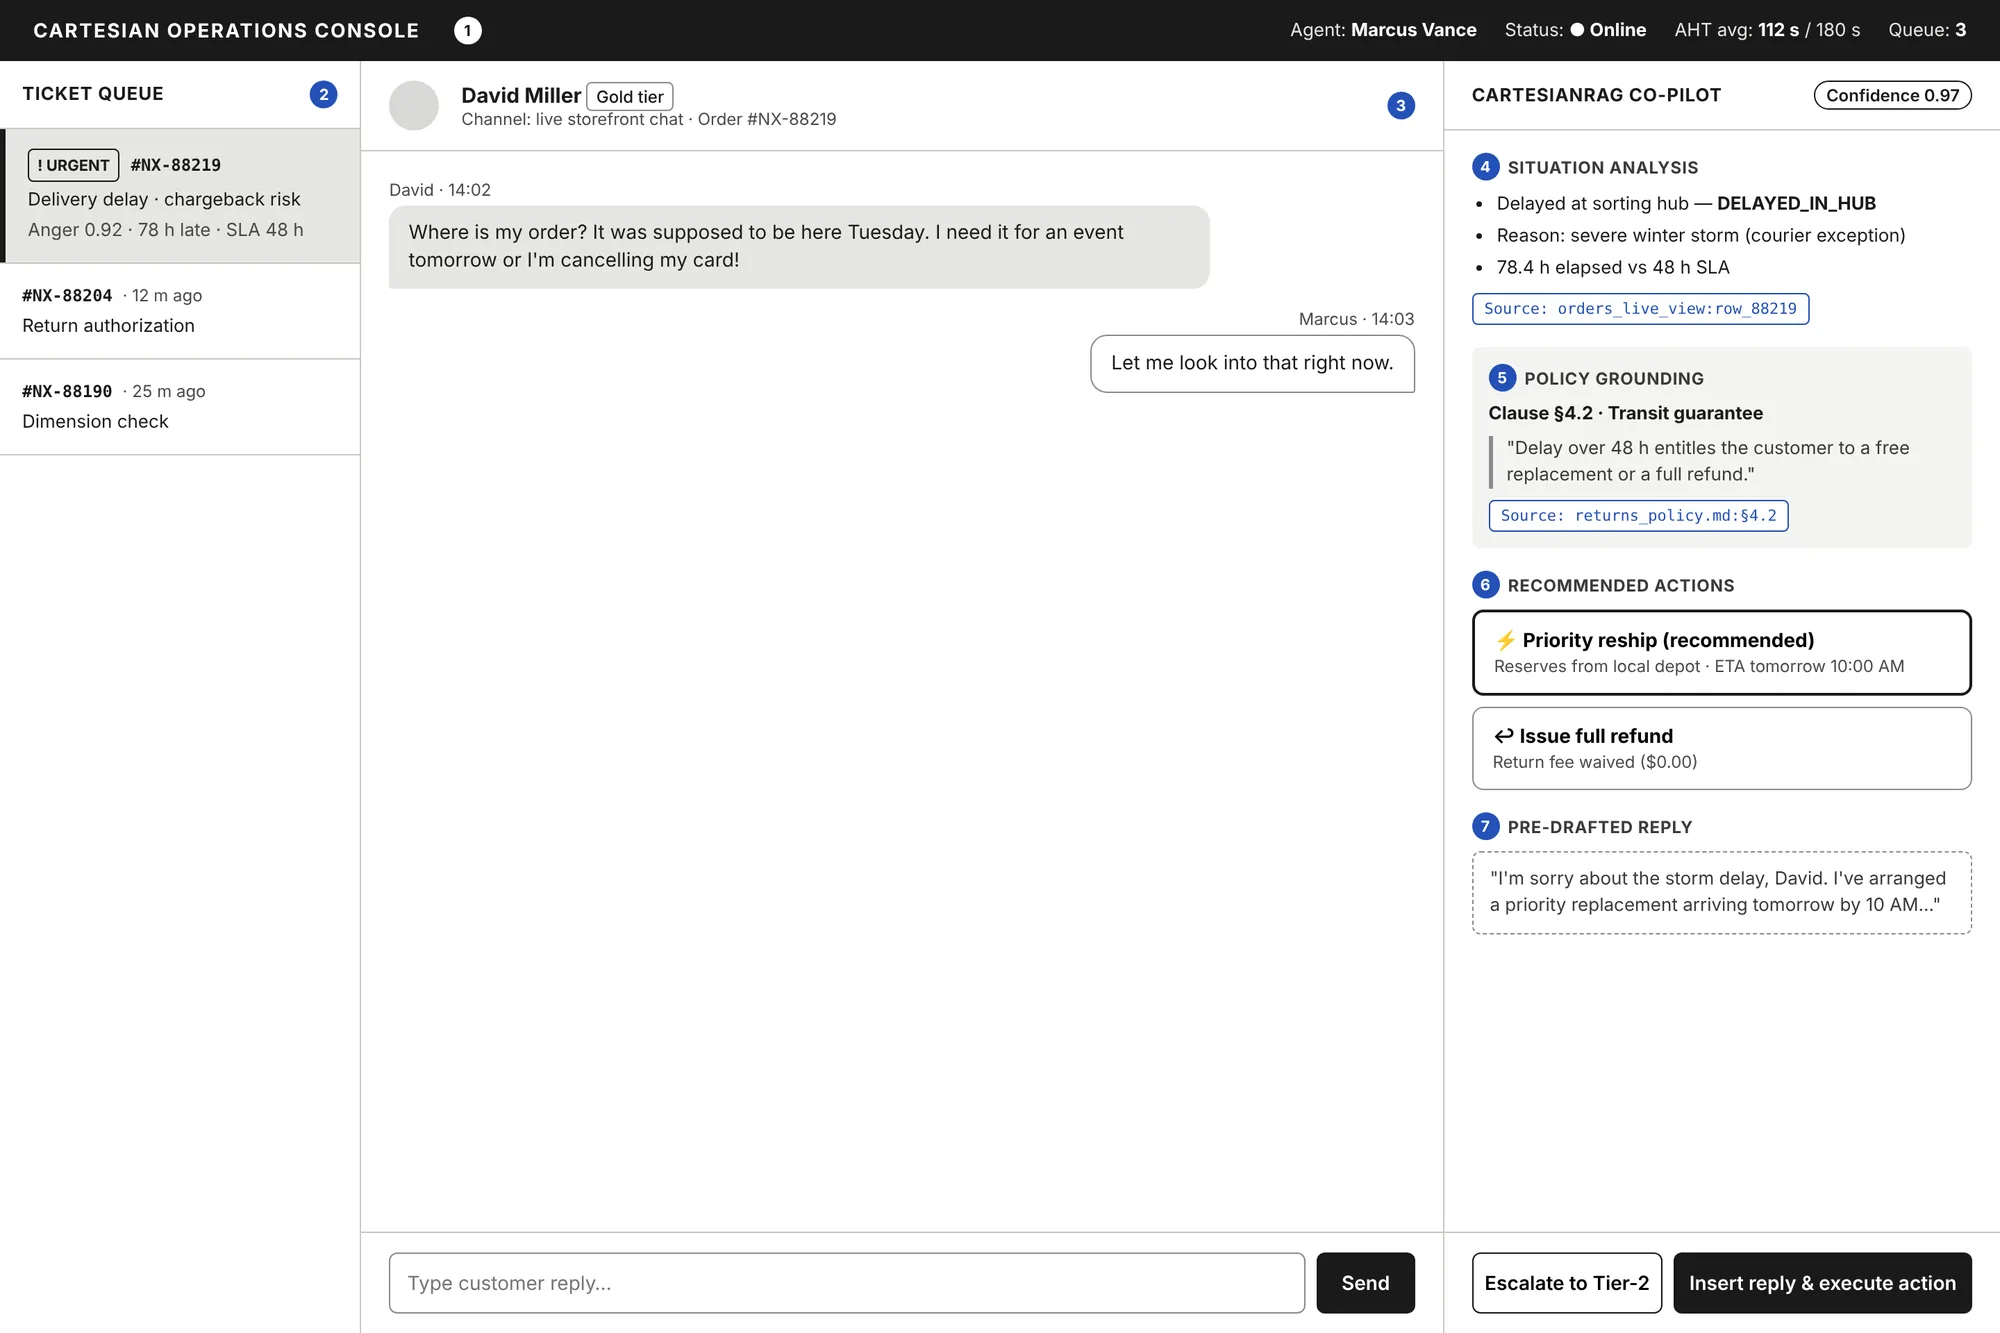 CARTESIAN OPERATIONS CONSOLE 1
Agent: Marcus Vance Status: ● Online AHT avg: 112 s / 180 s Queue: 3
TICKET QUEUE 2
! URGENT #NX-88219
Delivery delay · chargeback risk
Anger 0.92 · 78 h late · SLA 48 h
#NX-88204 · 12 m ago
Return authorization
#NX-88190 · 25 m ago
Dimension check
David Miller Gold tier
Channel: live storefront chat · Order #NX-88219
3
David · 14:02
Where is my order? It was supposed to be here Tuesday. I need it for an event
tomorrow or I'm cancelling my card!
Marcus · 14:03
Let me look into that right now.
Type customer reply...
Send
CARTESIANRAG CO-PILOT Confidence 0.97
4 SITUATION ANALYSIS
• Delayed at sorting hub — DELAYED_IN_HUB
• Reason: severe winter storm (courier exception)
• 78.4 h elapsed vs 48 h SLA
Source: orders_live_view:row_88219
5 POLICY GROUNDING
Clause §4.2 · Transit guarantee
"Delay over 48 h entitles the customer to a free
replacement or a full refund."
Source: returns_policy.md:§4.2
6 RECOMMENDED ACTIONS
⚡ Priority reship (recommended)
Reserves from local depot · ETA tomorrow 10:00 AM
↩ Issue full refund
Return fee waived ($0.00)
7 PRE-DRAFTED REPLY
"I'm sorry about the storm delay, David. I've arranged
a priority replacement arriving tomorrow by 10 AM..."
Escalate to Tier-2
Insert reply & execute action